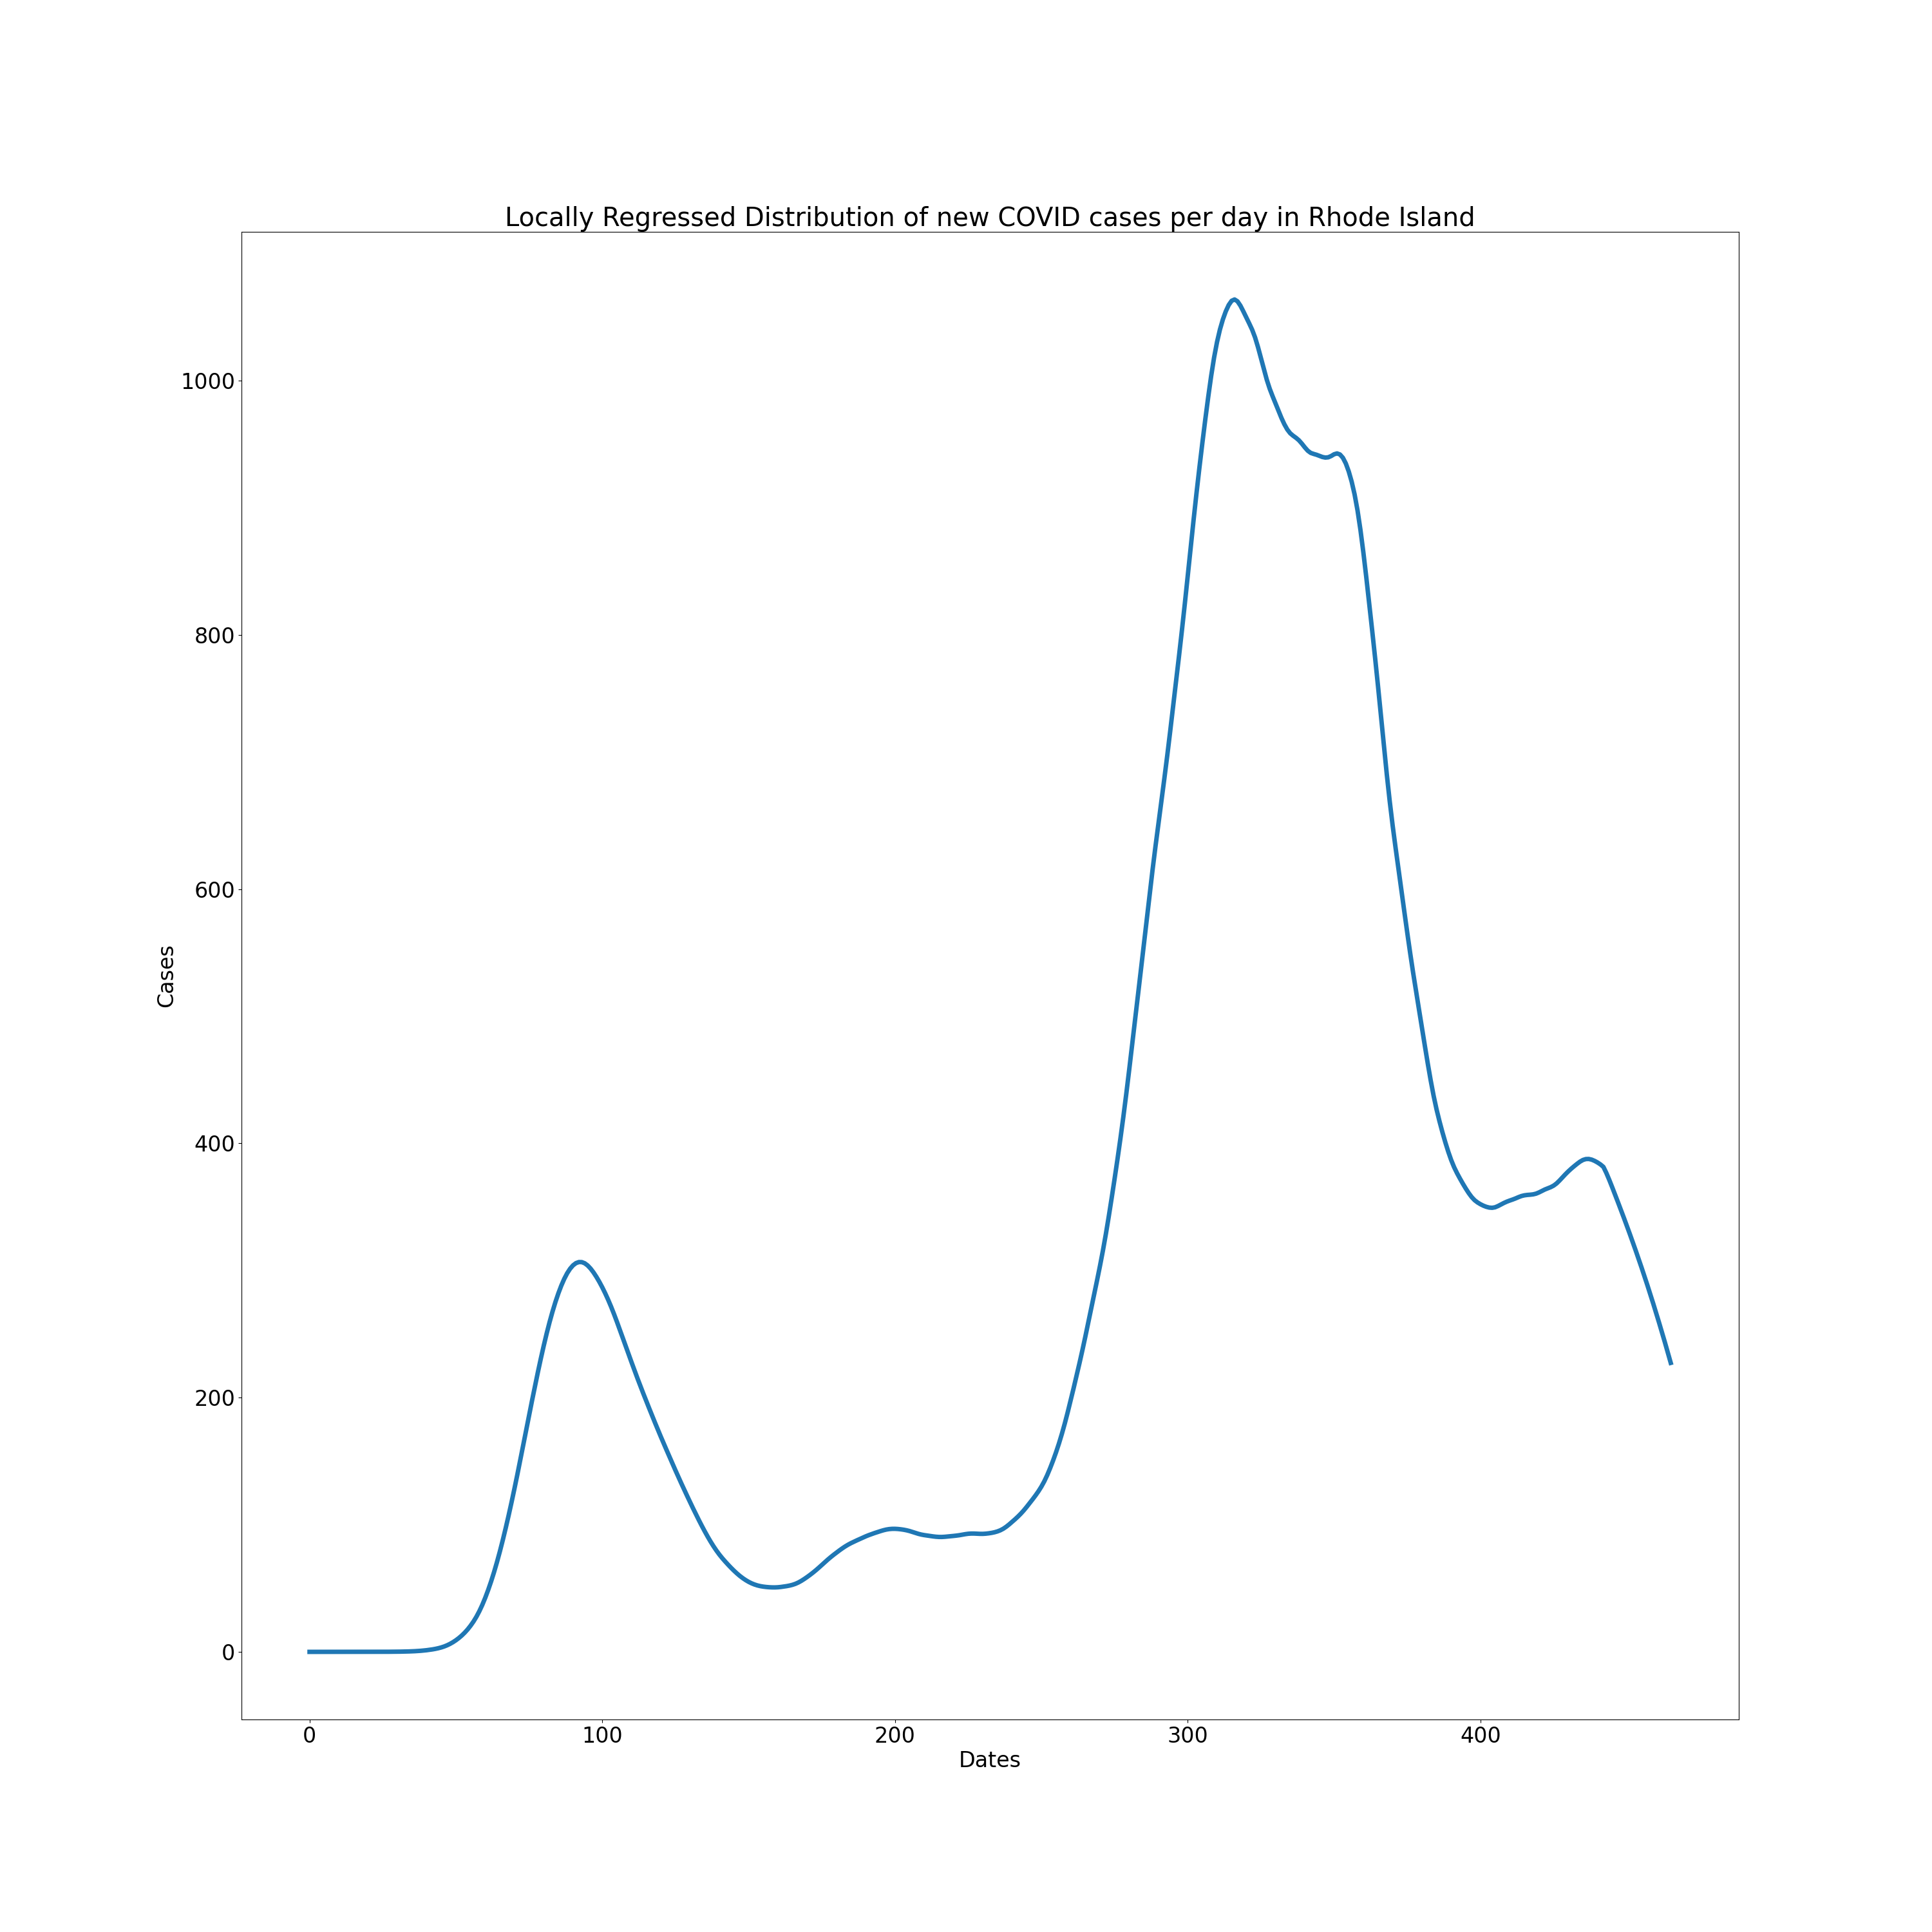 Locally Regressed Distribution of new COVID cases per day in Rhode Island
1000
800
600
400
200
0
Cases
0 100 200 300 400
Dates